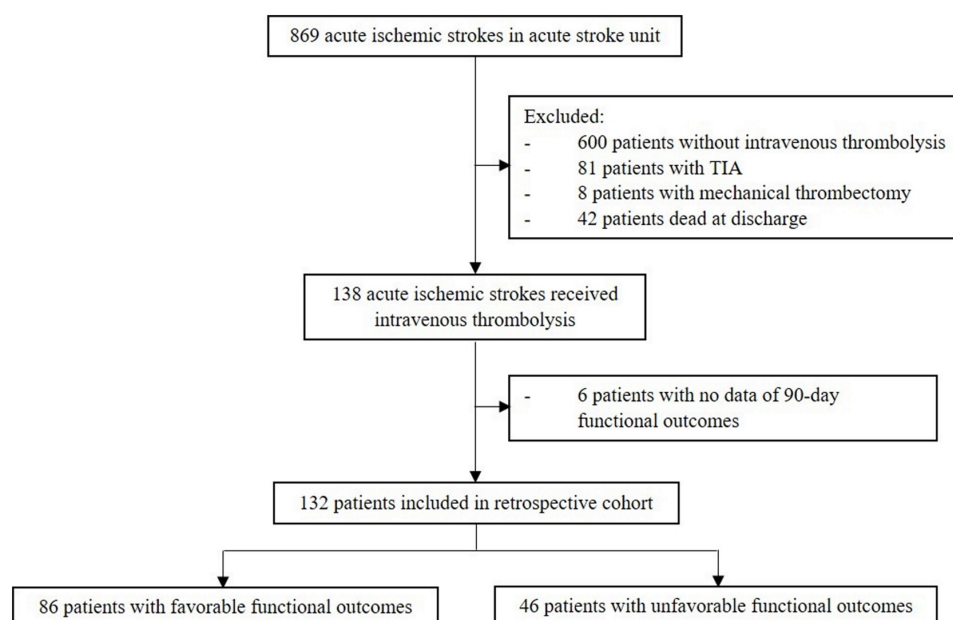 869 acute ischemic strokes in acute stroke unit
Excluded:
- 600 patients without intravenous thrombolysis
- 81 patients with TIA
- 8 patients with mechanical thrombectomy
- 42 patients dead at discharge
138 acute ischemic strokes received
intravenous thrombolysis
- 6 patients with no data of 90-day
functional outcomes
132 patients included in retrospective cohort
86 patients with favorable functional outcomes
46 patients with unfavorable functional outcomes